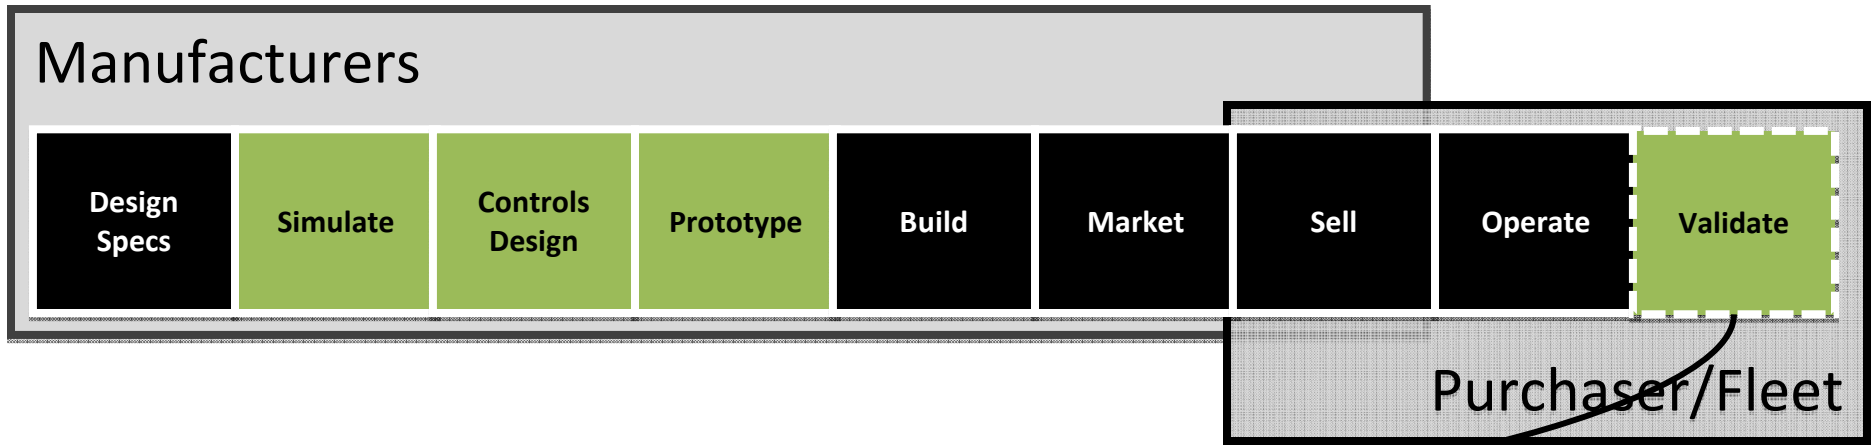 Manufacturers
Design
Specs
Simulate
Controls
Design
Prototype
Build
Market
Sell
Operate
Validate
Purchaser/Fleet